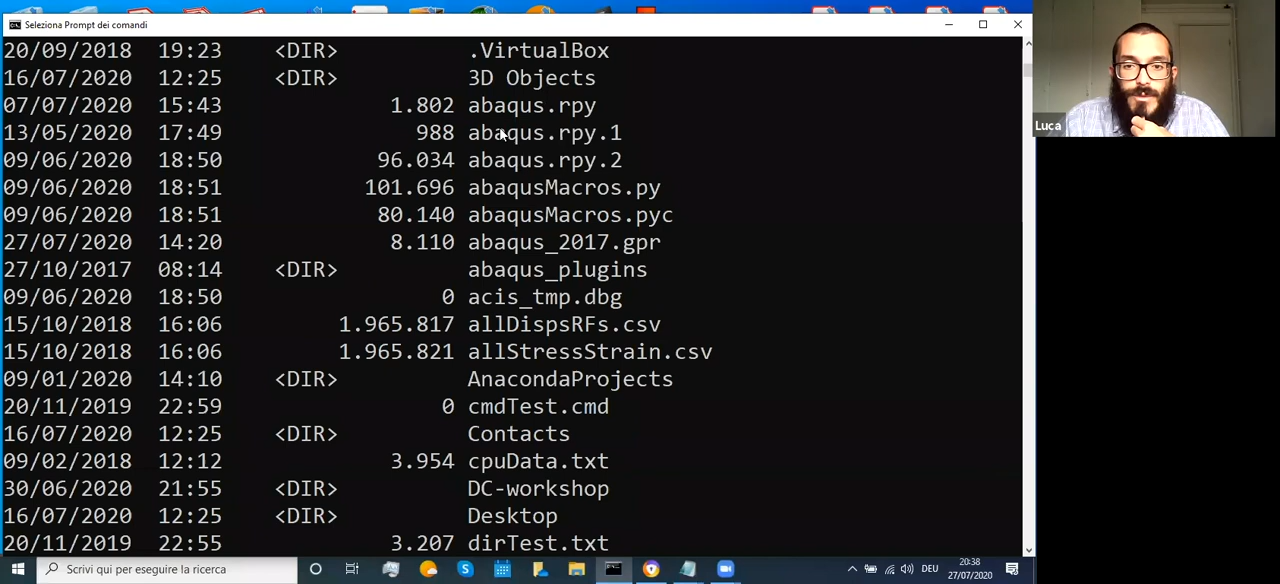 Seleziona Prompt dei comandi
20/09/2018 19:23 <DIR> .VirtualBox
16/07/2020 12:25 <DIR> 3D Objects
07/07/2020 15:43 1.802 abaqus.rpy
13/05/2020 17:49 988 abaqus.rpy.1
09/06/2020 18:50 96.034 abaqus.rpy.2
09/06/2020 18:51 101.696 abaqusMacros.py
09/06/2020 18:51 80.140 abaqusMacros.pyc
27/07/2020 14:20 8.110 abaqus_2017.gpr
27/10/2017 08:14 <DIR> abaqus_plugins
09/06/2020 18:50 0 acis_tmp.dbg
15/10/2018 16:06 1.965.817 allDispsRFs.csv
15/10/2018 16:06 1.965.821 allStressStrain.csv
09/01/2020 14:10 <DIR> AnacondaProjects
20/11/2019 22:59 0 cmdTest.cmd
16/07/2020 12:25 <DIR> Contacts
09/02/2018 12:12 3.954 cpuData.txt
30/06/2020 21:55 <DIR> DC-workshop
16/07/2020 12:25 <DIR> Desktop
20/11/2019 22:55 3.207 dirTest.txt
Luca
Scrivi qui per eseguire la ricerca
DEU
20:38
27/07/2020